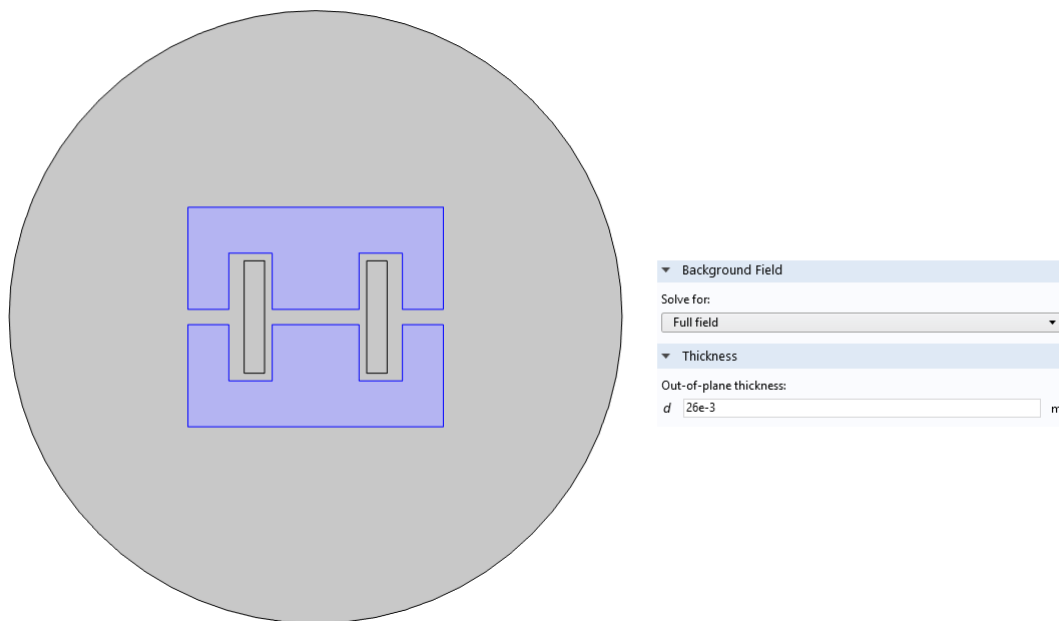 Background Field
Solve for:
Full field
Thickness
Out-of-plane thickness:
d 26e-3 m